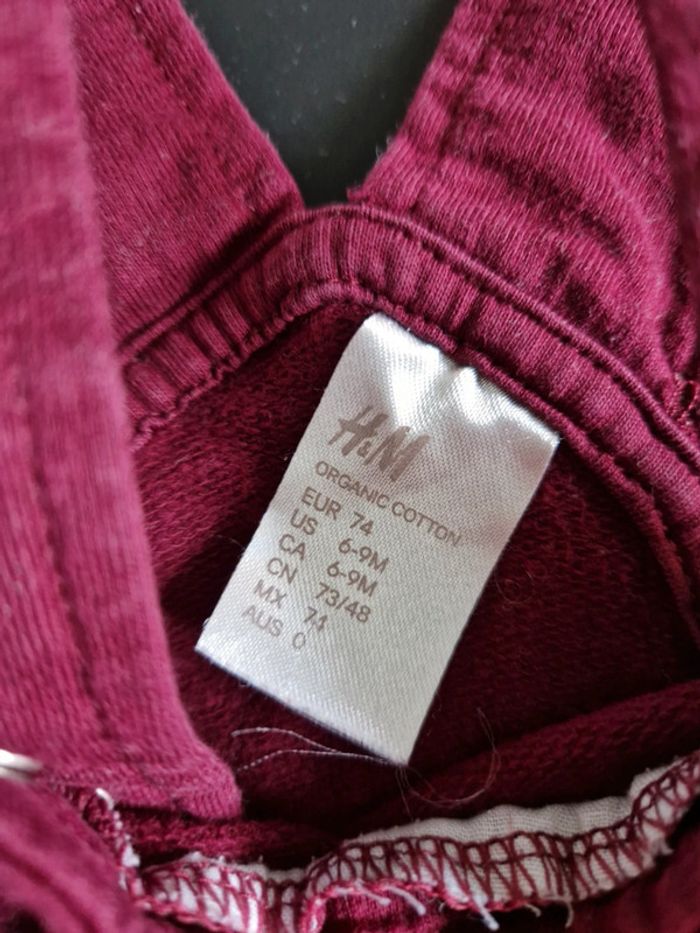 H&M
ORGANIC COTTON
EUR 74
US 6-9M
CA 6-9M
CN 73/48
MX 74
AUS 0